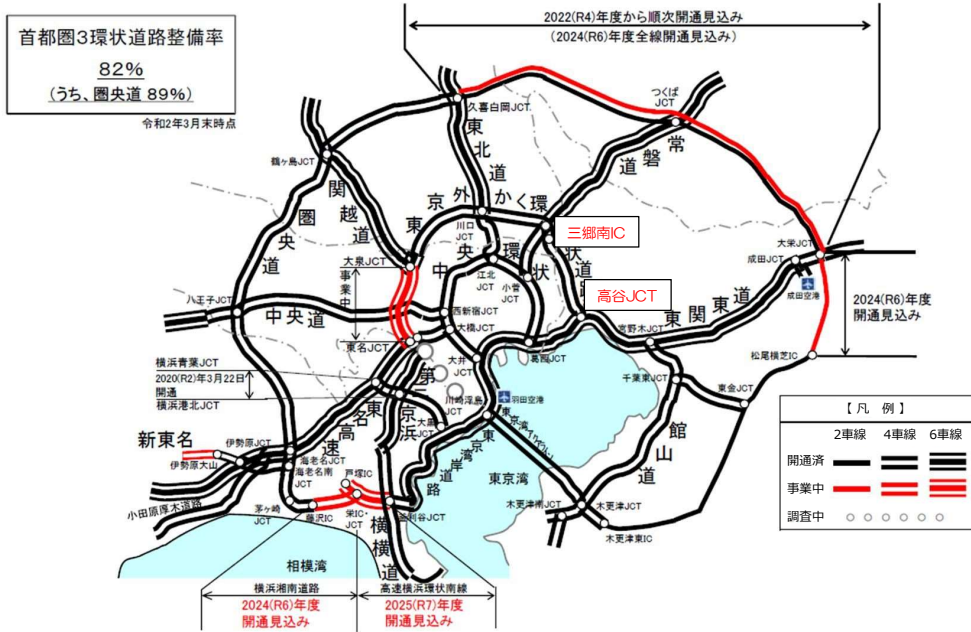 首都圏3環状道路整備率
82%
(うち、圏央道 89%)
令和2年3月末時点
2022(R4)年度から順次開通見込み
(2024(R6)年度全線開通見込み)
つくば
JCT
久喜白岡JCT
鶴ヶ島JCT
東北道
常磐道
関越道
圏央道
東京外かく環状道路
川口
JCT
三郷南IC
中央環状
大泉JCT
江北
JCT
小菅
JCT
高谷JCT
大栄JCT
成田JCT
成田空港
事業中
八王子JCT
中央道
西新宿JCT
大橋JCT
東関東道
宮野木JCT
2024(R6)年度
開通見込み
東名JCT
大井
JCT
葛西JCT
松尾横芝IC
横浜青葉JCT
2020(R2)年3月22日
開通
横浜港北JCT
第三京浜
川崎浮島
JCT
羽田空港
千葉東JCT
東金JCT
東名高速
大黒
JCT
東京湾アクアライン
東京湾岸道路
東京湾
館山道
新東名
伊勢原JCT
伊勢原大山
海老名JCT
海老名南
JCT
戸塚IC
小田原厚木道路
茅ヶ崎
JCT
藤沢IC
栄IC・
JCT
釜利谷JCT
横横道
木更津南JCT
木更津JCT
木更津東IC
相模湾
横浜湘南道路
高速横浜環状南線
2024(R6)年度
開通見込み
2025(R7)年度
開通見込み
【 凡 例 】
2車線 4車線 6車線
開通済
事業中
調査中